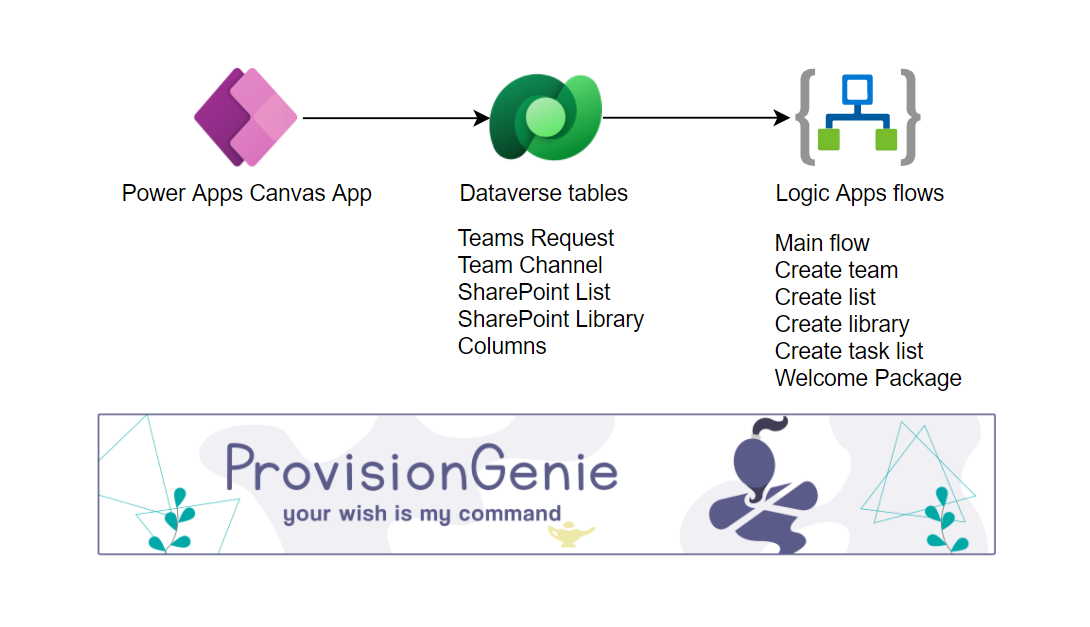 Power Apps Canvas App
Dataverse tables
Teams Request
Team Channel
SharePoint List
SharePoint Library
Columns
Logic Apps flows
Main flow
Create team
Create list
Create library
Create task list
Welcome Package
ProvisionGenie
your wish is my command